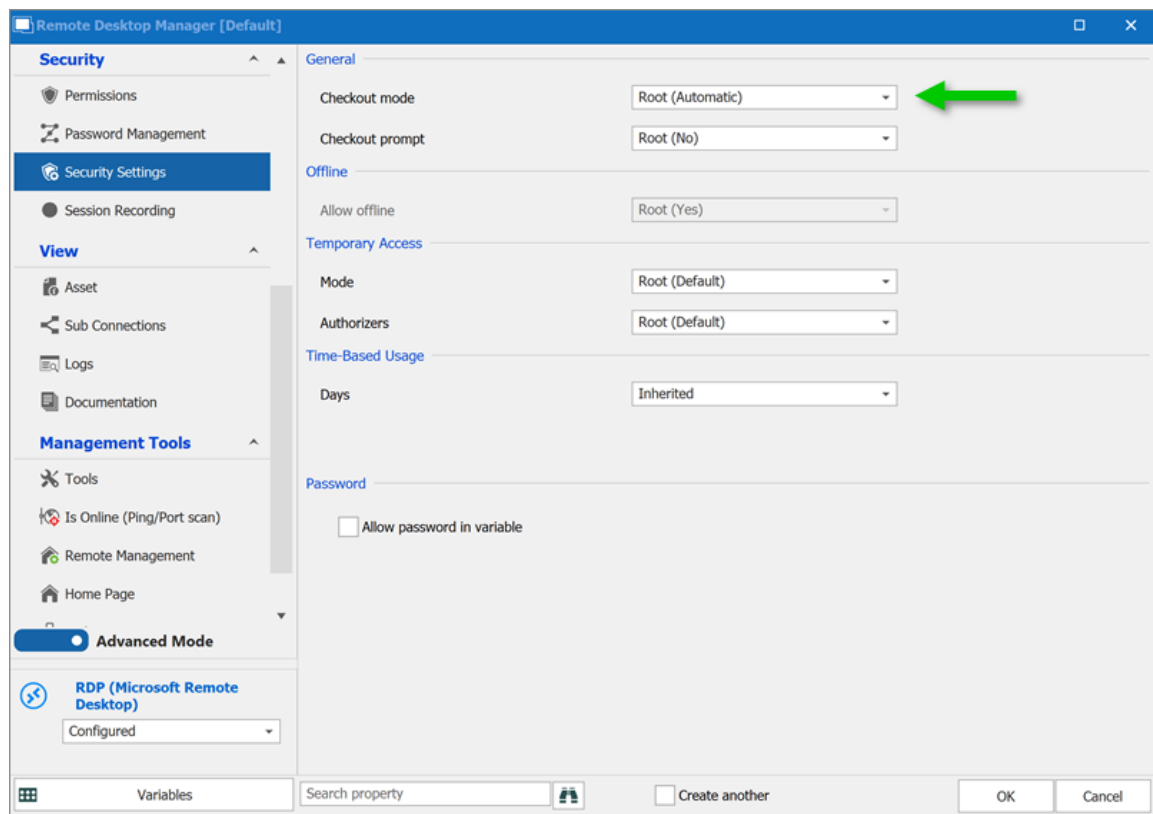 Remote Desktop Manager [Default]
Security
Permissions
Password Management
Security Settings
Session Recording
View
Asset
Sub Connections
Logs
Documentation
Management Tools
Tools
Is Online (Ping/Port scan)
Remote Management
Home Page
Advanced Mode
RDP (Microsoft Remote
Desktop)
Configured
Variables
General
Checkout mode
Root (Automatic)
Checkout prompt
Root (No)
Offline
Allow offline
Root (Yes)
Temporary Access
Mode
Root (Default)
Authorizers
Root (Default)
Time-Based Usage
Days
Inherited
Password
Allow password in variable
Search property
Create another
OK
Cancel